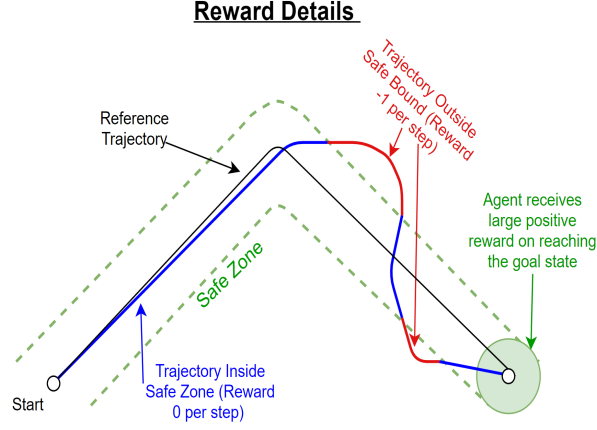 Reward Details
Reference
Trajectory
Trajectory Outside
Safe Bound (Reward
-1 per step)
Agent receives
large positive
reward on reaching
the goal state
Safe Zone
Trajectory Inside
Safe Zone (Reward
0 per step)
Start